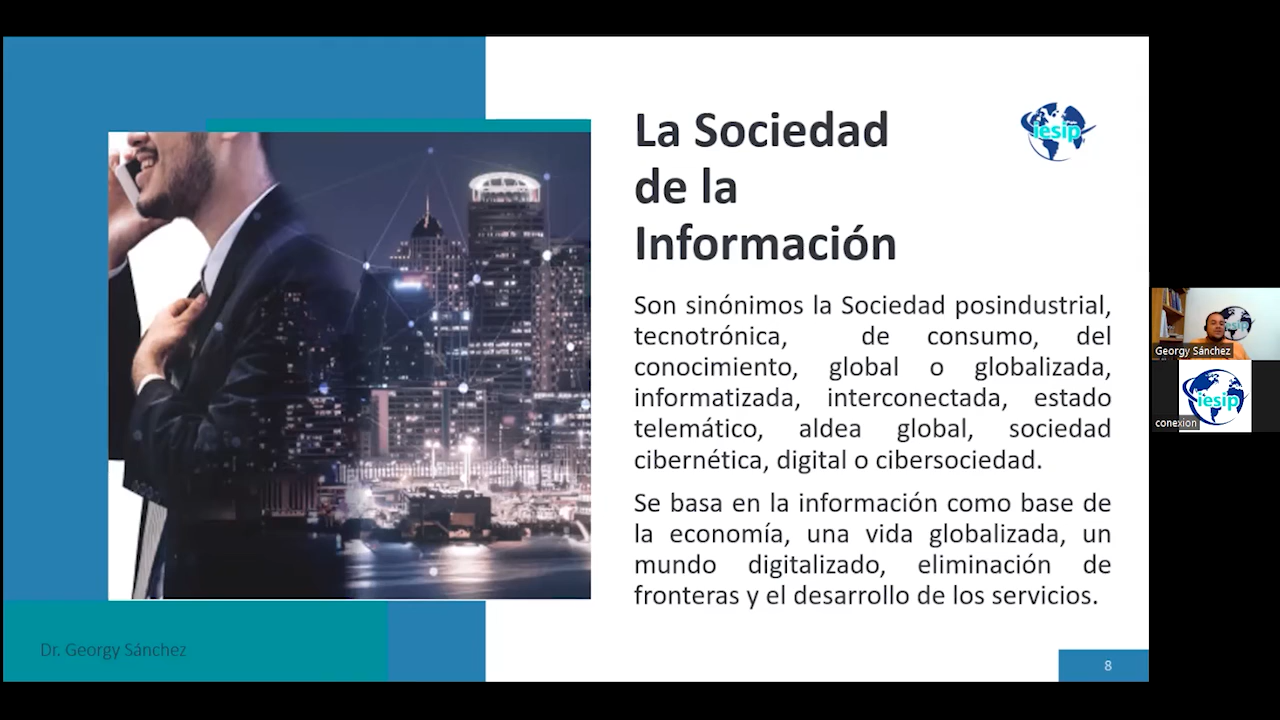 La Sociedad
de la
Información
iesip
Son sinónimos la Sociedad posindustrial,
tecnotrónica, de consumo, del
conocimiento, global o globalizada,
informatizada, interconectada, estado
telemático, aldea global, sociedad
cibernética, digital o cibersociedad.
Se basa en la información como base de
la economía, una vida globalizada, un
mundo digitalizado, eliminación de
fronteras y el desarrollo de los servicios.
Dr. Georgy Sánchez
8
iesip
Georgy Sánchez
iesip
conexion